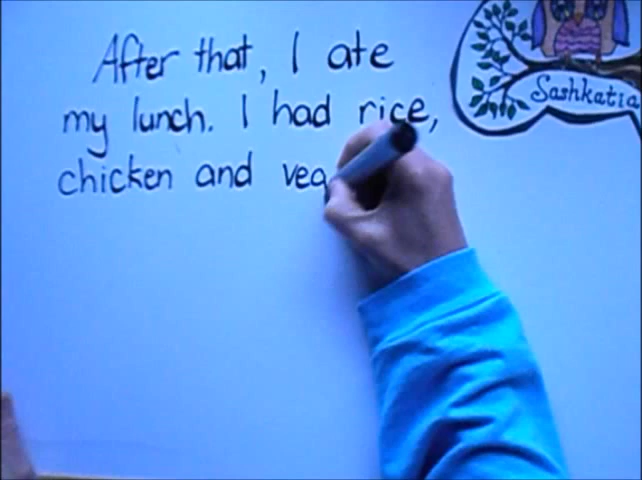 After that, I ate
my lunch. I had rice,
chicken and veg
Sashkatia